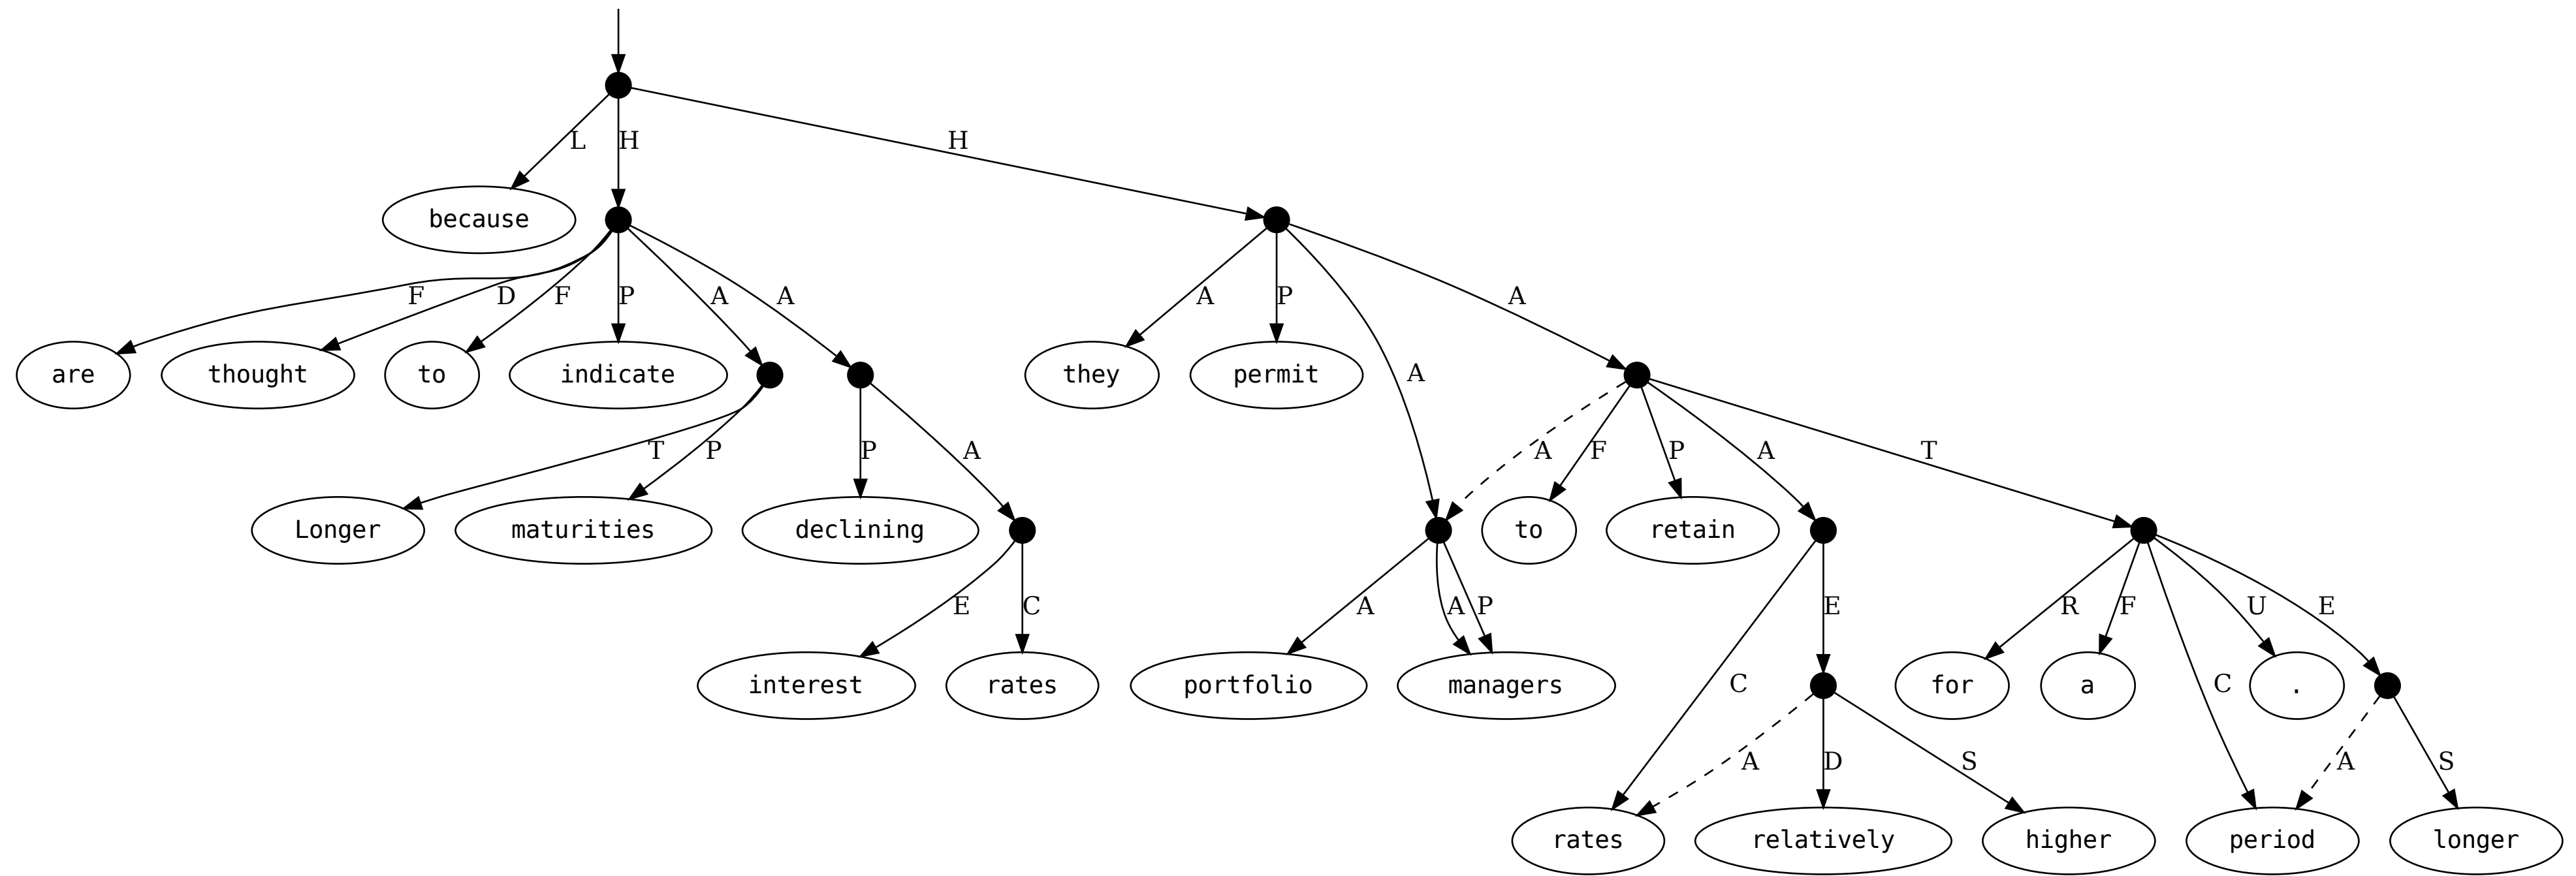 L H H
because
F D F P A A A P A A
are thought to indicate they permit
T P P A A A F P A T
Longer maturities declining to retain
E C A A P C E R F C U E
interest rates portfolio managers for a .
A D S A S
rates relatively higher period longer